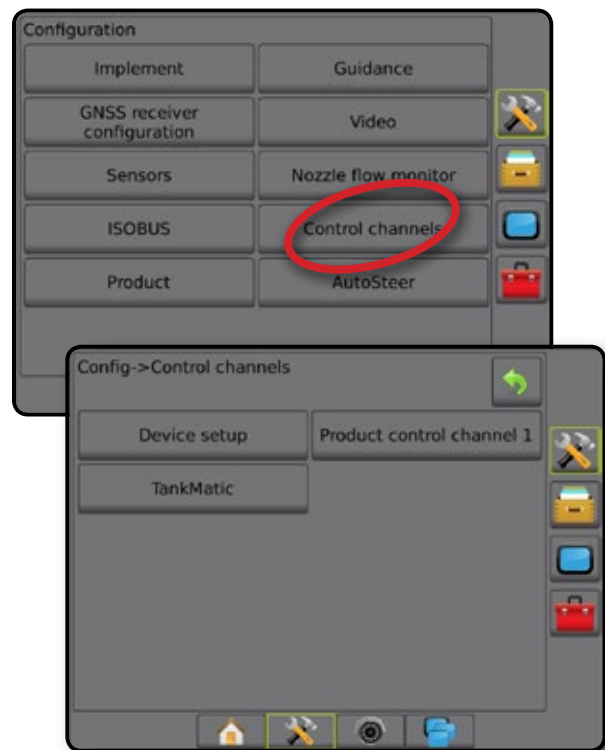 Configuration
Implement
Guidance
GNSS receiver
configuration
Video
Sensors
Nozzle flow monitor
ISOBUS
Control channels
Product
AutoSteer
Config->Control channels
Device setup
Product control channel 1
TankMatic